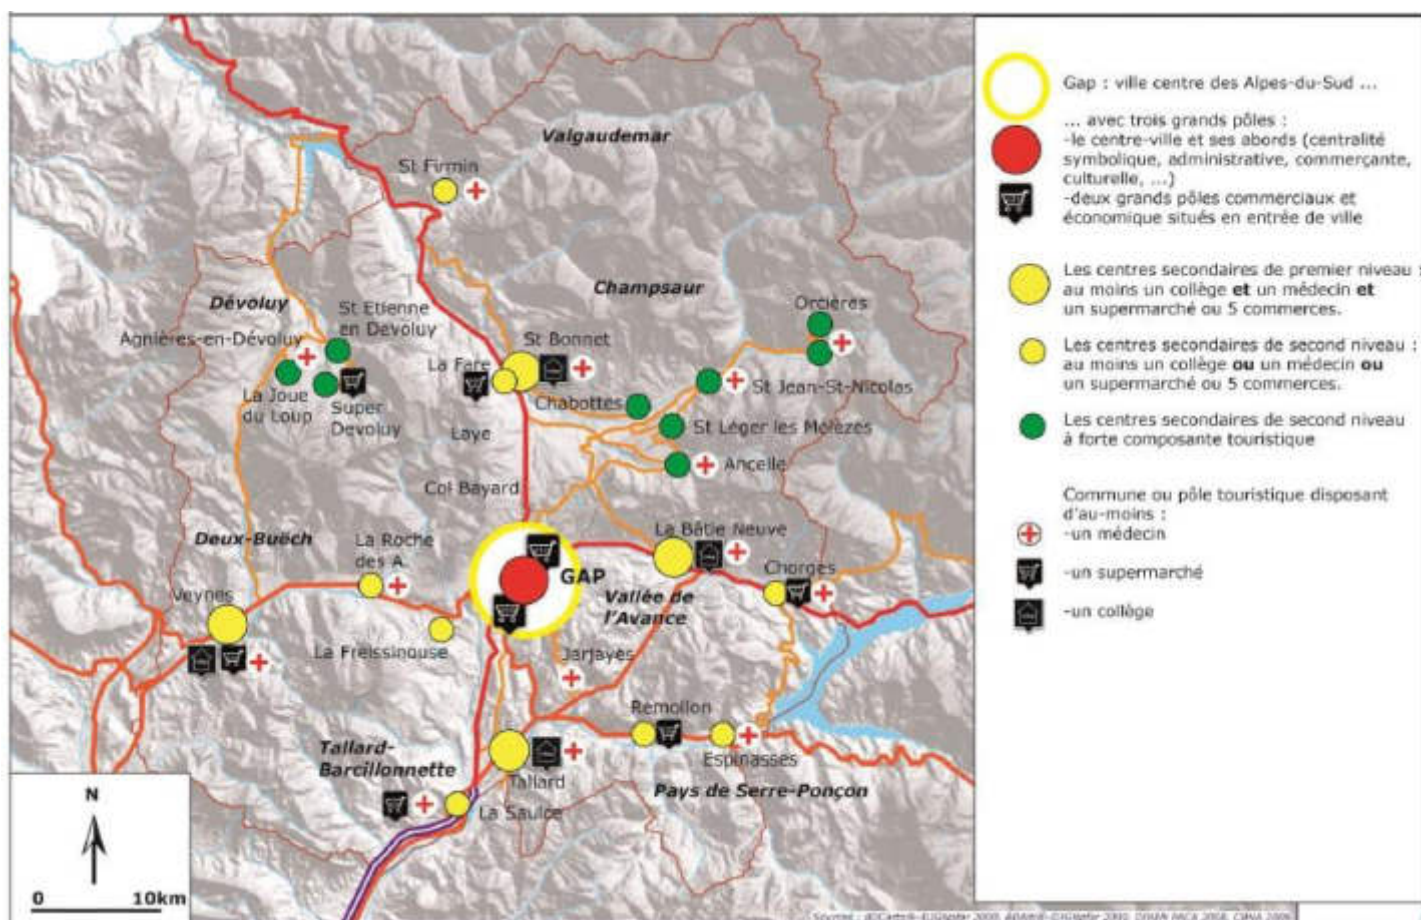 Valgaudemar
St Firmin
Champsaur
Orcières
Dévoluy
St Etienne
en Devoluy
Agnières-en-Dévoluy
St Bonnet
La Fare
St Jean-St-Nicolas
La Joue
du Loup
Super
Devoluy
Chabottes
Laye
St Léger les Mélèzes
Ancelle
Col Bayard
Deux-Buëch
La Roche
des A.
La Bâtie Neuve
Chorges
GAP
Veynes
Vallée de
l'Avance
La Freissinouse
Jarjayes
Remollon
Espinasses
Tallard-
Barcillonnette
Tallard
Pays de Serre-Ponçon
La Saulce
N
0 10km
Gap : ville centre des Alpes-du-Sud ...
... avec trois grands pôles :
-le centre-ville et ses abords (centralité
symbolique, administrative, commerçante,
culturelle, ...)
-deux grands pôles commerciaux et
économique situés en entrée de ville
Les centres secondaires de premier niveau :
au moins un collège et un médecin et
un supermarché ou 5 commerces.
Les centres secondaires de second niveau :
au moins un collège ou un médecin ou
un supermarché ou 5 commerces.
Les centres secondaires de second niveau
à forte composante touristique
Commune ou pôle touristique disposant
d'au-moins :
-un médecin
-un supermarché
-un collège